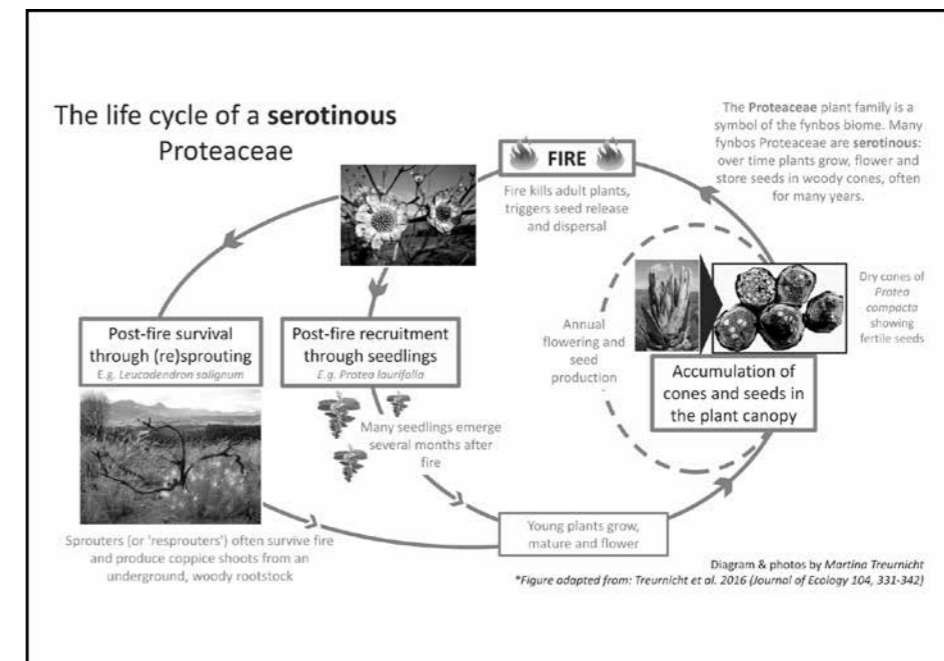 The life cycle of a serotinous
Proteaceae
The Proteaceae plant family is a
symbol of the fynbos biome. Many
fynbos Proteaceae are serotinous:
over time plants grow, flower and
store seeds in woody cones, often
for many years.
FIRE
Fire kills adult plants,
triggers seed release
and dispersal
Post-fire survival
through (re)sprouting
E.g. Leucadendron salignum
Post-fire recruitment
through seedlings
E.g. Protea laurifolia
Annual
flowering and
seed
production
Dry cones of
Protea
compacta
showing
fertile seeds
Accumulation of
cones and seeds in
the plant canopy
Many seedlings emerge
several months after
fire
Sprouters (or 'resprouters') often survive fire
and produce coppice shoots from an
underground, woody rootstock
Young plants grow,
mature and flower
Diagram & photos by Martina Treurnicht
*Figure adapted from: Treurnicht et al. 2016 (Journal of Ecology 104, 331-342)